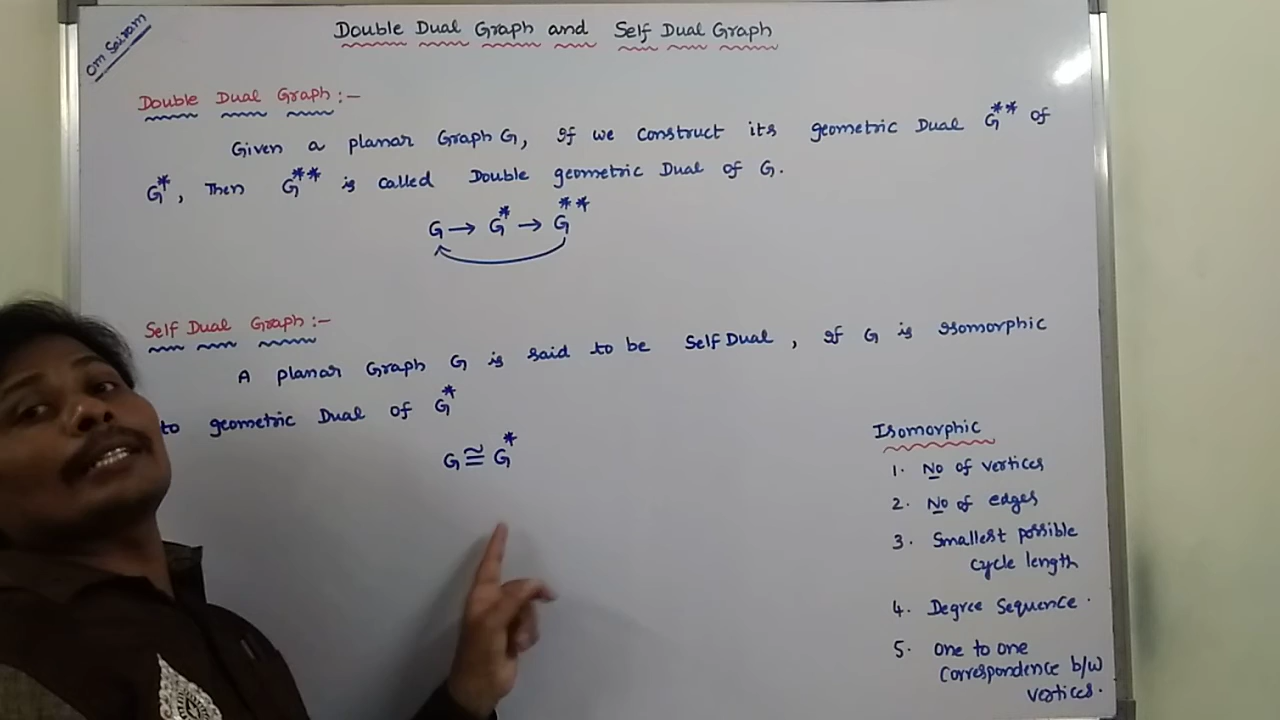 Om Sairam
Double Dual Graph and Self Dual Graph
Double Dual Graph :-
Given a planar Graph G, If we construct its geometric Dual G** of
G*, Then G** is called Double geometric Dual of G.
G → G* → G**
Self Dual Graph :-
A planar Graph G is said to be Self Dual, If G is Isomorphic
to geometric Dual of G*
G ≅ G*
Isomorphic
1. No of vertices
2. No of edges
3. Smallest possible
cycle length
4. Degree Sequence.
5. one to one
Correspondence b/w
vertices.